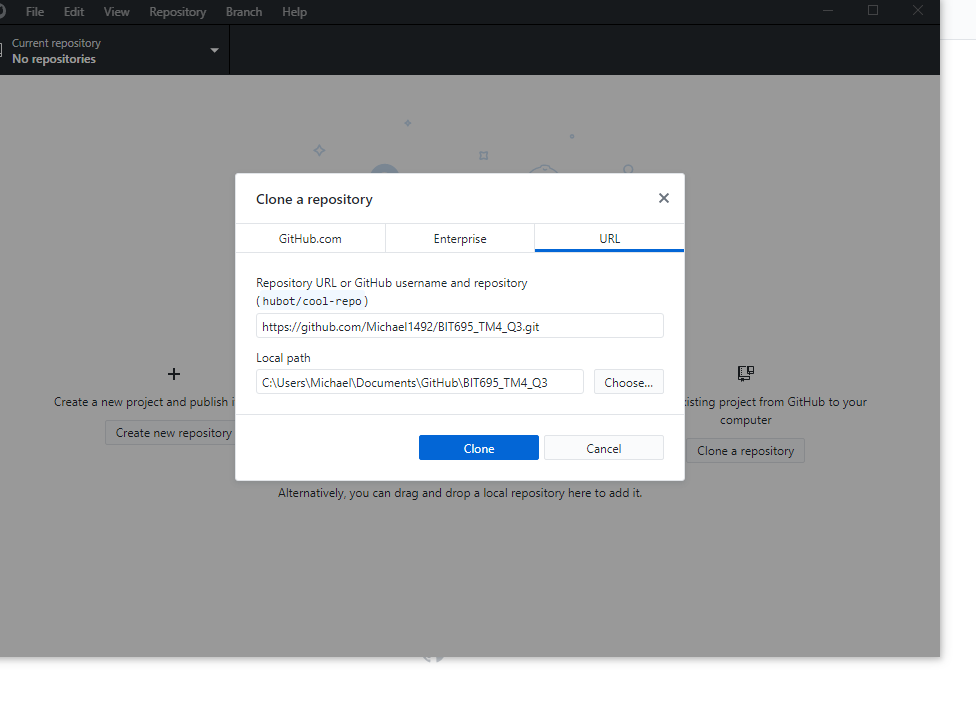 File Edit View Repository Branch Help
Current repository
No repositories
Clone a repository
GitHub.com Enterprise URL
Repository URL or GitHub username and repository
(hubot/cool-repo)
https://github.com/Michael1492/BIT695_TM4_Q3.git
Local path
C:\Users\Michael\Documents\GitHub\BIT695_TM4_Q3 Choose...
Clone Cancel
Create a new project and publish i
Create new repository
isting project from GitHub to your
computer
Clone a repository
Alternatively, you can drag and drop a local repository here to add it.